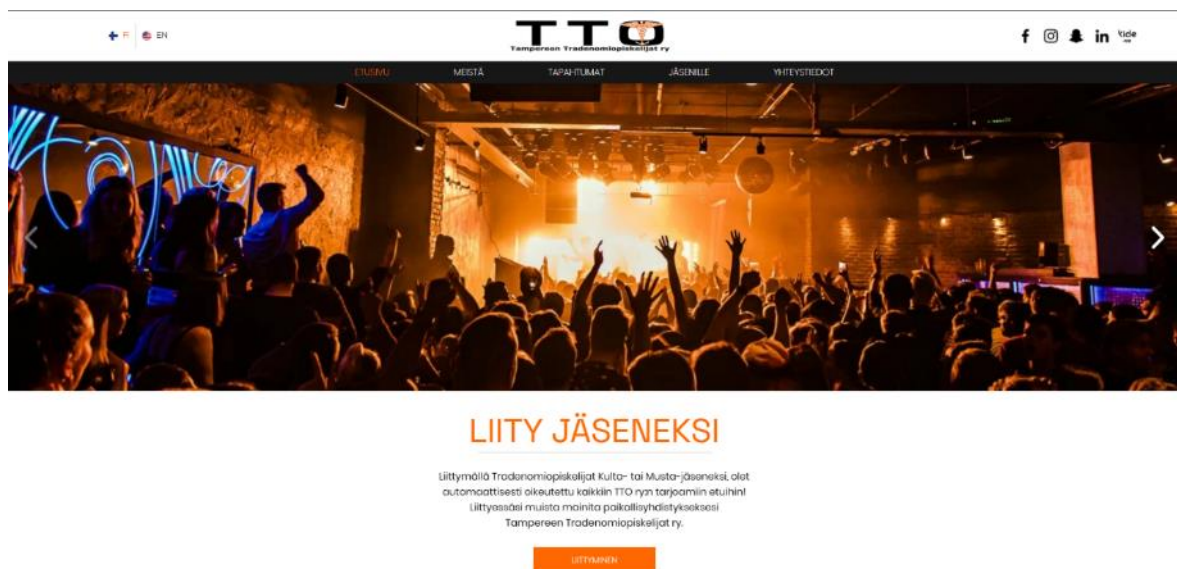 FI
EN
TTO
Tampereen Tradenomiopiskelijat ry
f
in
kide
ETUSIVU
MEISTÄ
TAPAHTUMAT
JÄSENILLE
YHTEYSTIEDOT
LIITY JÄSENEKSI
Liittymällä Tradenomiopiskelijat Kulta- tai Musta-jäseneksi, olet
automaattisesti oikeutettu kaikkiin TTO ry:n tarjoamiin etuihin!
Liittyessäsi muista mainita paikallisyhdistykseksesi
Tampereen Tradenomiopiskelijat ry.
LIITTYMINEN